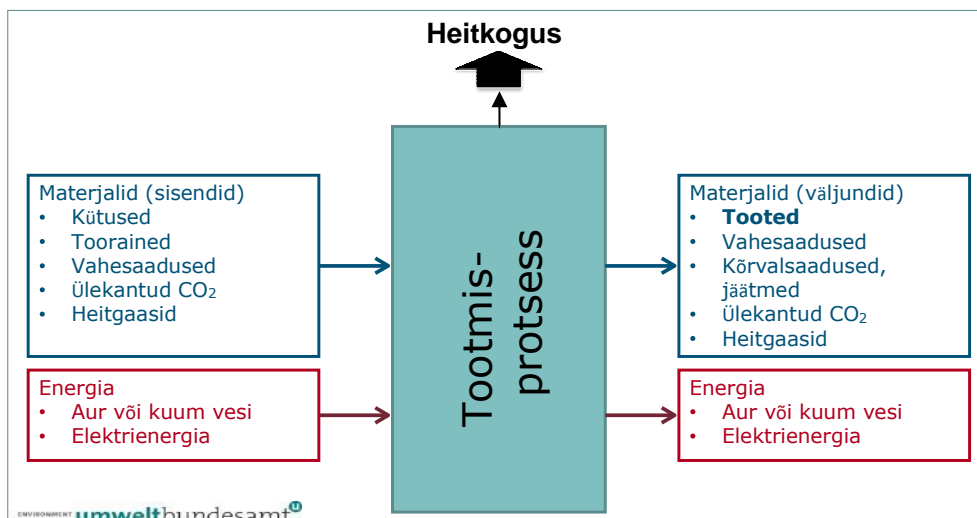 Heitkogus
Materjalid (sisendid)
• Kütused
• Toorained
• Vahesaadused
• Ülekantud CO₂
• Heitgaasid
Energia
• Aur või kuum vesi
• Elektrienergia
Tootmis-
protsess
Materjalid (väljundid)
• Tooted
• Vahesaadused
• Kõrvalsaadused,
jäätmed
• Ülekantud CO₂
• Heitgaasid
Energia
• Aur või kuum vesi
• Elektrienergia
ENVIRONMENT umweltbundesamt